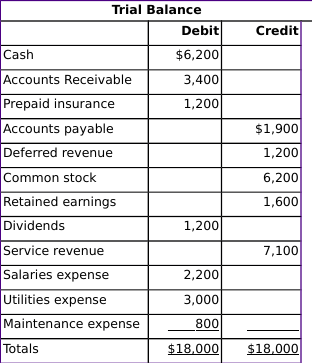 Trial Balance
Debit Credit
Cash $6,200
Accounts Receivable 3,400
Prepaid insurance 1,200
Accounts payable $1,900
Deferred revenue 1,200
Common stock 6,200
Retained earnings 1,600
Dividends 1,200
Service revenue 7,100
Salaries expense 2,200
Utilities expense 3,000
Maintenance expense 800
Totals $18,000 $18,000